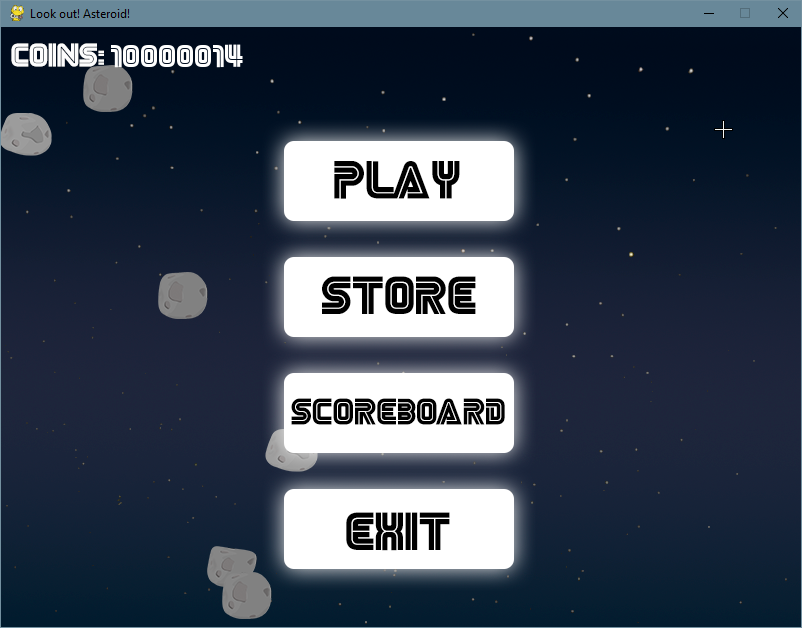 Look out! Asteroid!
COINS: 10000014
PLAY
STORE
SCOREBOARD
EXIT